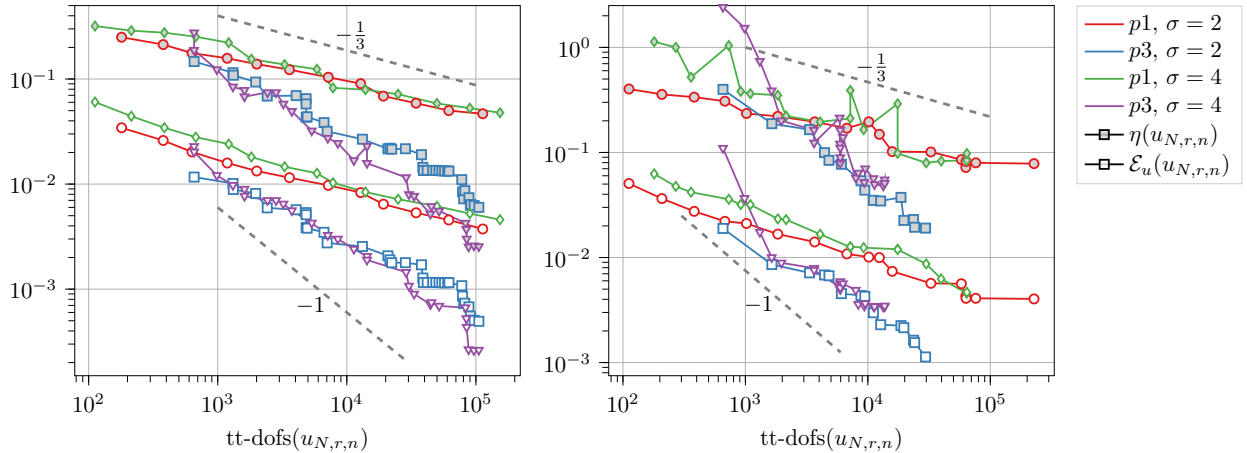 10^{-1}
10^{-2}
10^{-3}
-\frac{1}{3}
-1
10^2 10^3 10^4 10^5
tt-dofs(u_{N,r,n})
10^0
10^{-1}
10^{-2}
10^{-3}
-\frac{1}{3}
-1
10^2 10^3 10^4 10^5
tt-dofs(u_{N,r,n})
p1, σ = 2
p3, σ = 2
p1, σ = 4
p3, σ = 4
η(u_{N,r,n})
ℰ_u(u_{N,r,n})